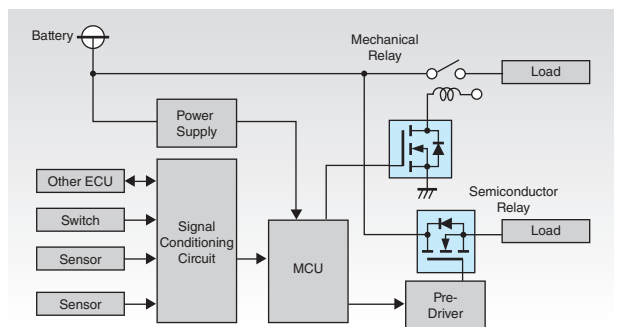 Battery
Mechanical
Relay
Load
Power
Supply
Other ECU
Switch
Sensor
Sensor
Signal
Conditioning
Circuit
MCU
Semiconductor
Relay
Load
Pre-
Driver